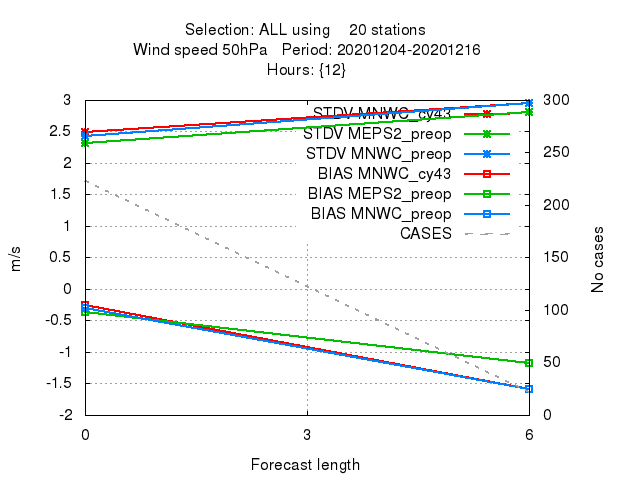 Selection: ALL using 20 stations
Wind speed 50hPa Period: 20201204-20201216
Hours: {12}
3
2.5
2
1.5
1
0.5
0
-0.5
-1
-1.5
-2
300
250
200
150
100
50
0
STDV MNWC_cy43
STDV MEPS2_preop
STDV MNWC_preop
BIAS MNWC_cy43
BIAS MEPS2_preop
BIAS MNWC_preop
CASES
m/s
No cases
0 3 6
Forecast length